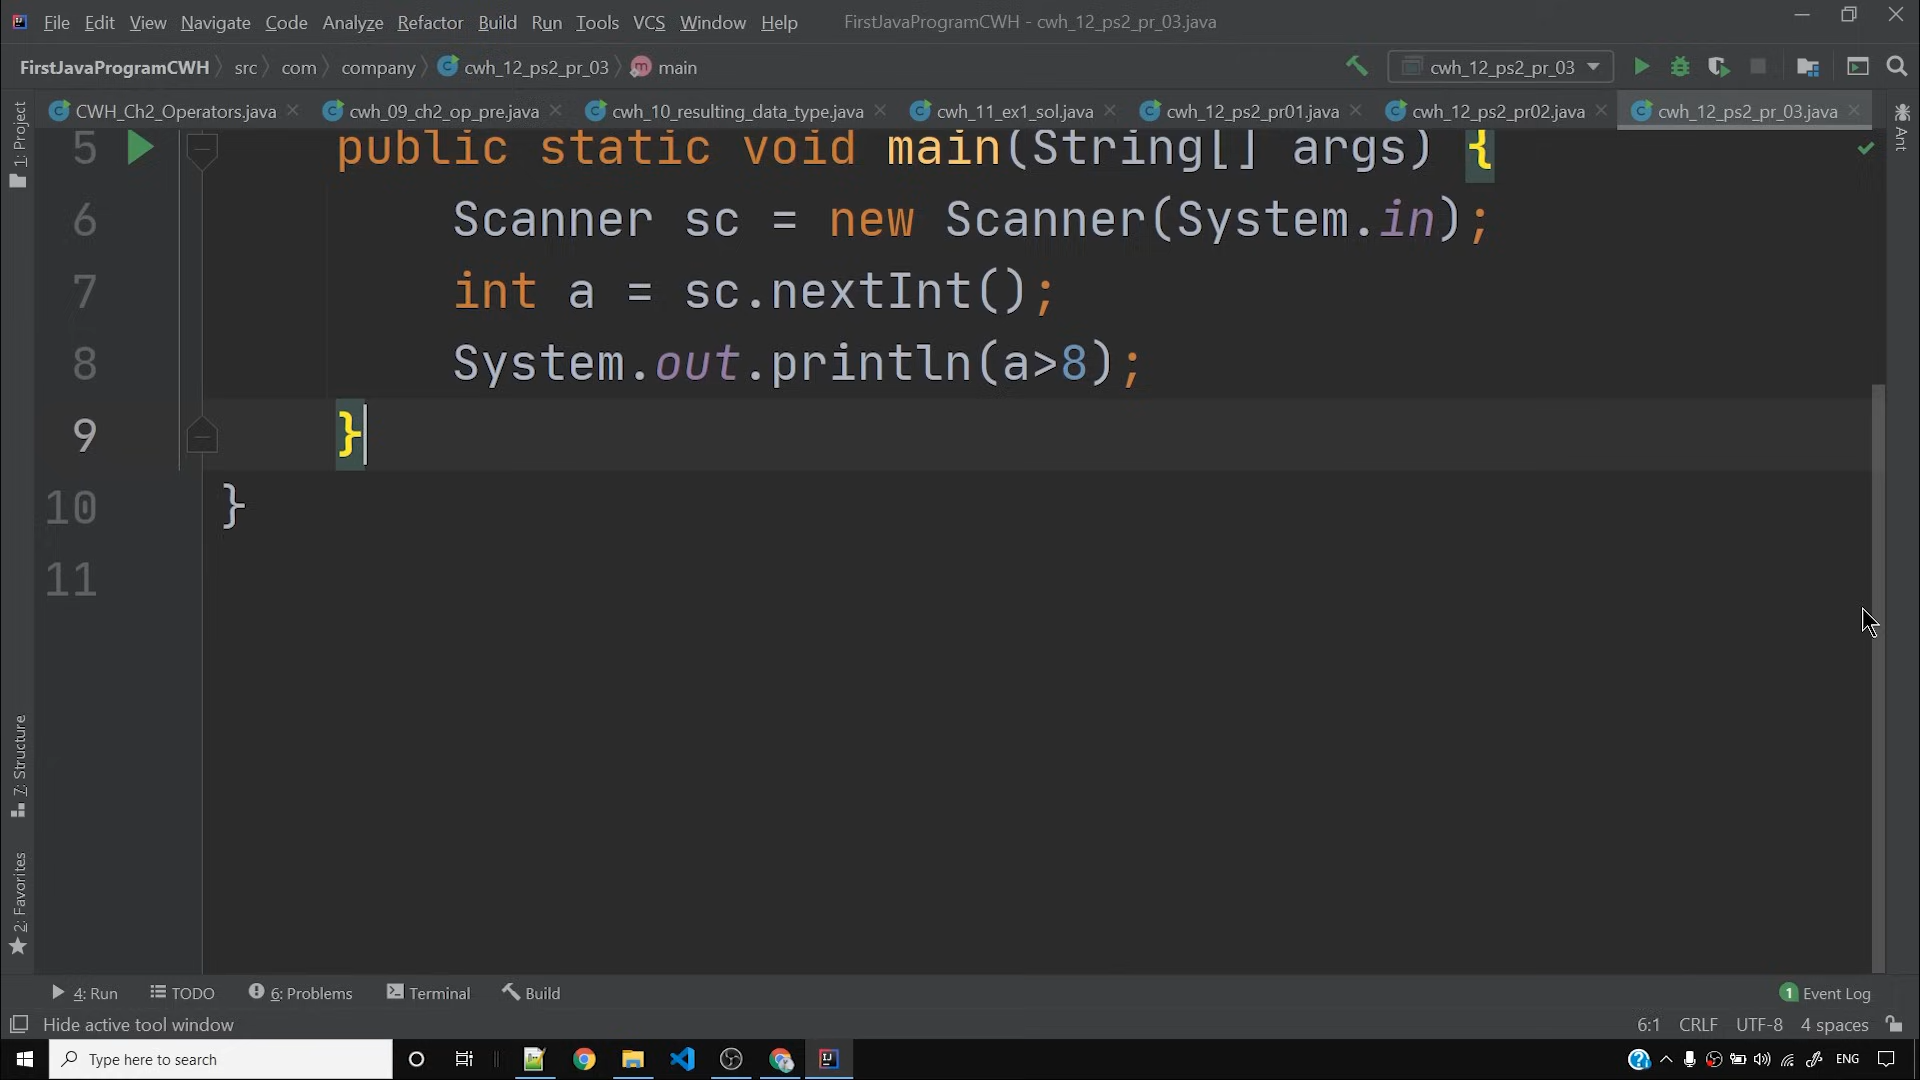 File Edit View Navigate Code Analyze Refactor Build Run Tools VCS Window Help FirstJavaProgramCWH - cwh_12_ps2_pr_03.java
FirstJavaProgramCWH src com company cwh_12_ps2_pr_03 m main cwh_12_ps2_pr_03
CWH_Ch2_Operators.java cwh_09_ch2_op_pre.java cwh_10_resulting_data_type.java cwh_11_ex1_sol.java cwh_12_ps2_pr01.java cwh_12_ps2_pr02.java cwh_12_ps2_pr_03.java
1: Project
Ant
5 public static void main(String[] args) {
6 Scanner sc = new Scanner(System.in);
7 int a = sc.nextInt();
8 System.out.println(a>8);
9 }
10 }
11
7: Structure
2: Favorites
4: Run TODO 6: Problems Terminal Build 1 Event Log
Hide active tool window 6:1 CRLF UTF-8 4 spaces
Type here to search ENG